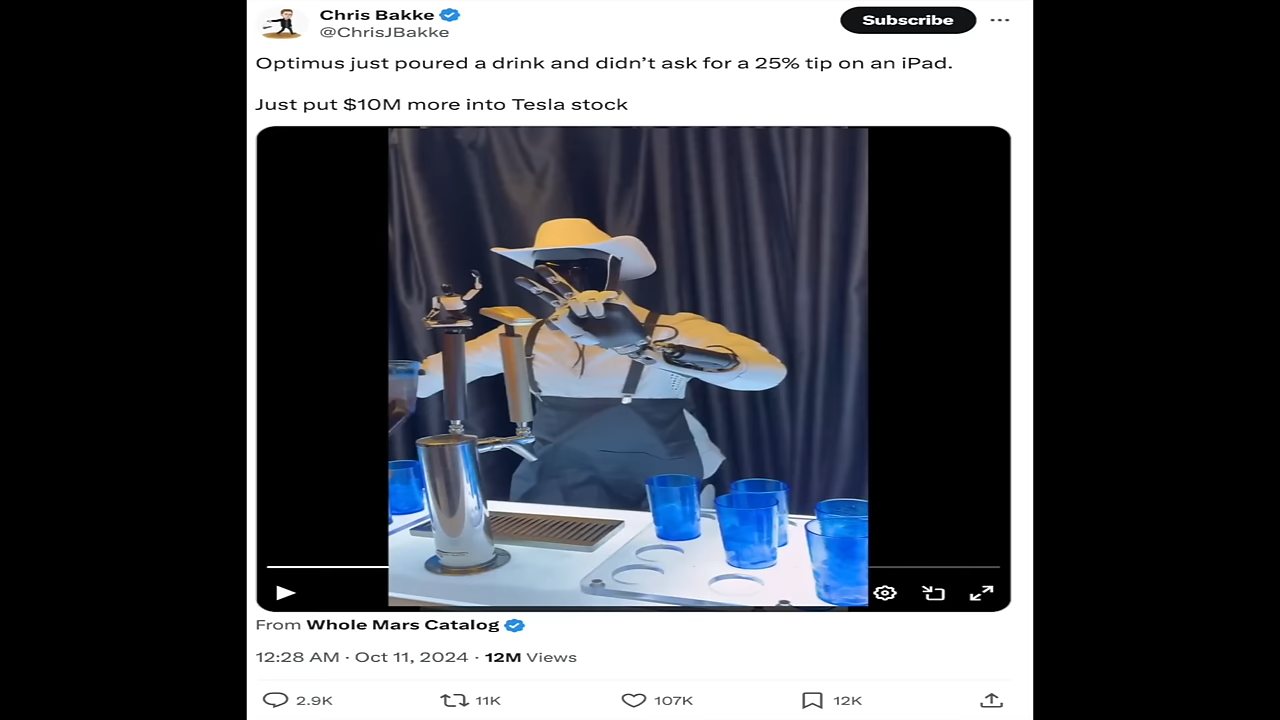 Chris Bakke
@ChrisJBakke
Subscribe
Optimus just poured a drink and didn’t ask for a 25% tip on an iPad.
Just put $10M more into Tesla stock
From Whole Mars Catalog
12:28 AM · Oct 11, 2024 · 12M Views
2.9K 11K 107K 12K